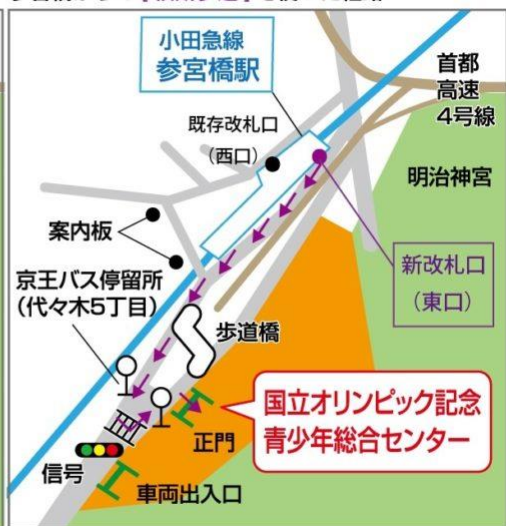 小田急線
参宮橋駅
首都
高速
4号線
既存改札口
(西口)
明治神宮
案内板
新改札口
(東口)
京王バス停留所
(代々木5丁目)
歩道橋
国立オリンピック記念
青少年総合センター
正門
信号
車両出入口